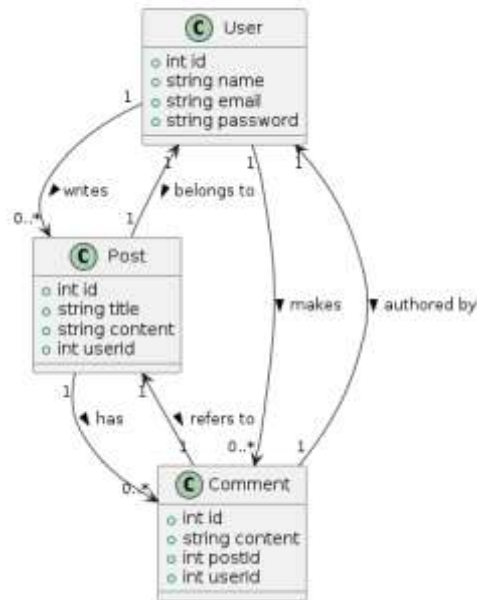 C User
int id
string name
string email
string password
1
1
1
1
writes
belongs to
makes
authored by
0..*
1
C Post
int id
string title
string content
int userId
1
1
has
refers to
0..*
1
0..*
1
C Comment
int id
string content
int postId
int userId